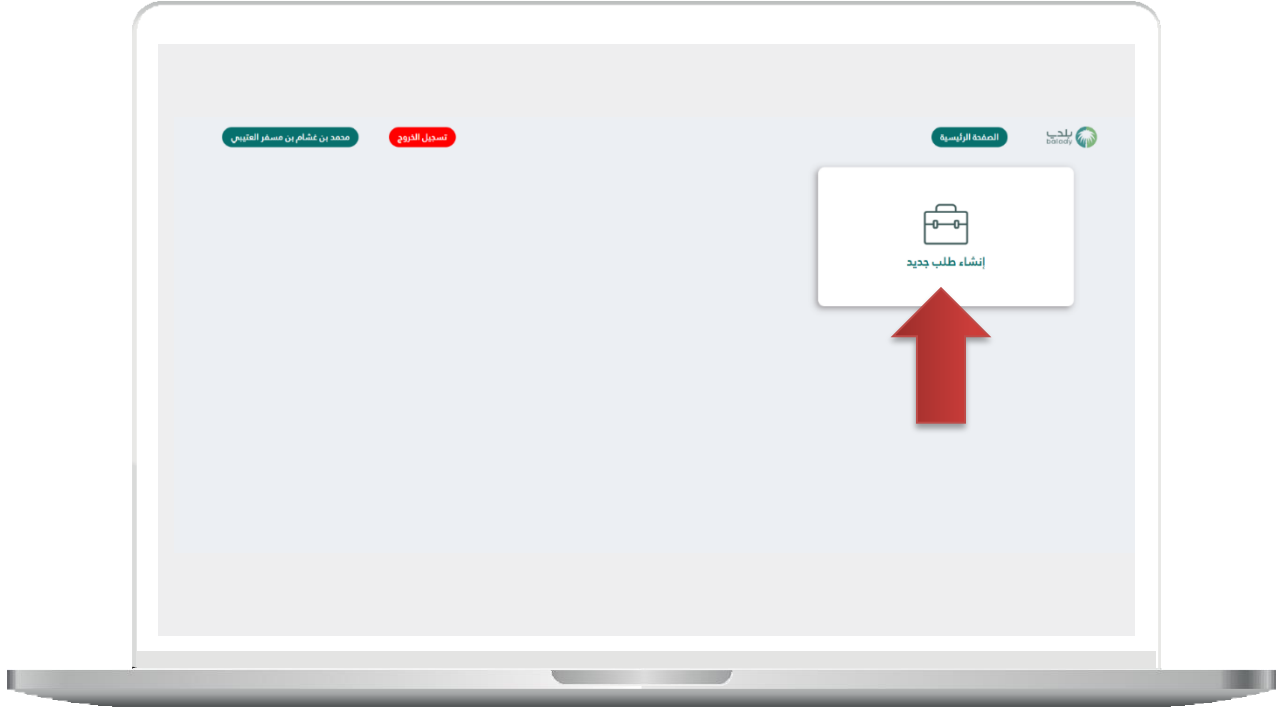 بلدي
balady
الصفحة الرئيسية
تسجيل الخروج
محمد بن غشام بن مسفر العتيبي
إنشاء طلب جديد